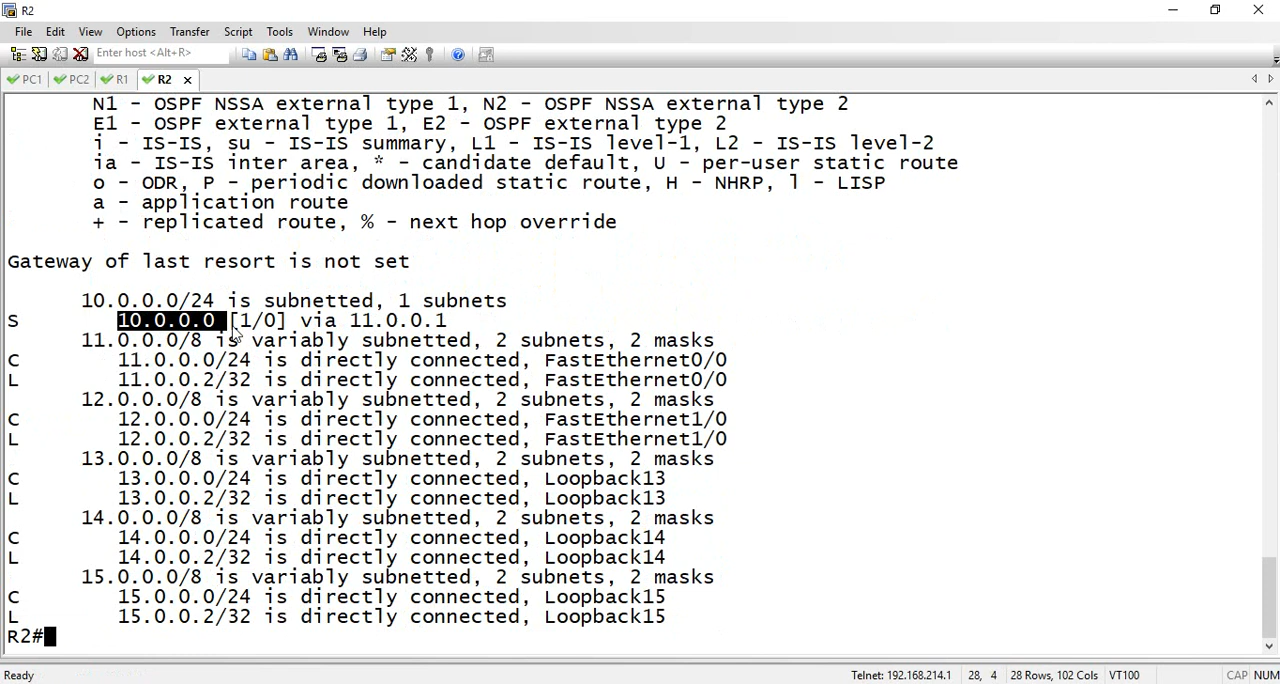 R2
File Edit View Options Transfer Script Tools Window Help
Enter host <Alt+R>
PC1 PC2 R1 R2
N1 - OSPF NSSA external type 1, N2 - OSPF NSSA external type 2
E1 - OSPF external type 1, E2 - OSPF external type 2
i - IS-IS, su - IS-IS summary, L1 - IS-IS level-1, L2 - IS-IS level-2
ia - IS-IS inter area, * - candidate default, U - per-user static route
o - ODR, P - periodic downloaded static route, H - NHRP, l - LISP
a - application route
+ - replicated route, % - next hop override
Gateway of last resort is not set
10.0.0.0/24 is subnetted, 1 subnets
S 10.0.0.0 [1/0] via 11.0.0.1
11.0.0.0/8 is variably subnetted, 2 subnets, 2 masks
C 11.0.0.0/24 is directly connected, FastEthernet0/0
L 11.0.0.2/32 is directly connected, FastEthernet0/0
12.0.0.0/8 is variably subnetted, 2 subnets, 2 masks
C 12.0.0.0/24 is directly connected, FastEthernet1/0
L 12.0.0.2/32 is directly connected, FastEthernet1/0
13.0.0.0/8 is variably subnetted, 2 subnets, 2 masks
C 13.0.0.0/24 is directly connected, Loopback13
L 13.0.0.2/32 is directly connected, Loopback13
14.0.0.0/8 is variably subnetted, 2 subnets, 2 masks
C 14.0.0.0/24 is directly connected, Loopback14
L 14.0.0.2/32 is directly connected, Loopback14
15.0.0.0/8 is variably subnetted, 2 subnets, 2 masks
C 15.0.0.0/24 is directly connected, Loopback15
L 15.0.0.2/32 is directly connected, Loopback15
R2#
Ready Telnet: 192.168.214.1 28, 4 28 Rows, 102 Cols VT100 CAP NUM